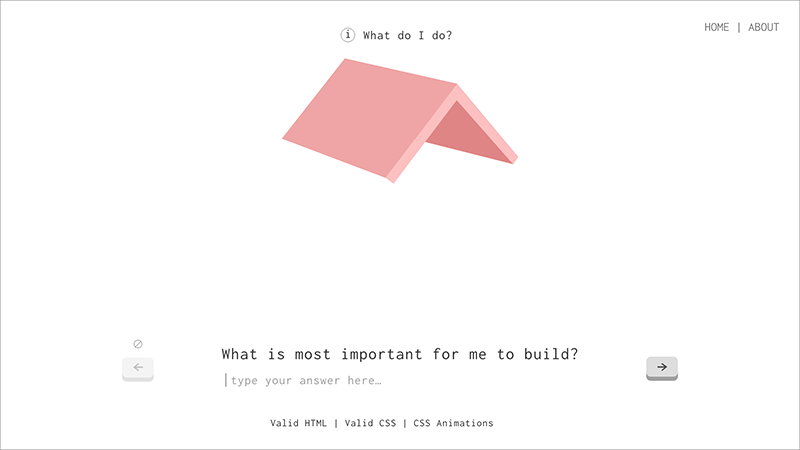 HOME | ABOUT
i What do I do?
What is most important for me to build?
type your answer here…
Valid HTML | Valid CSS | CSS Animations